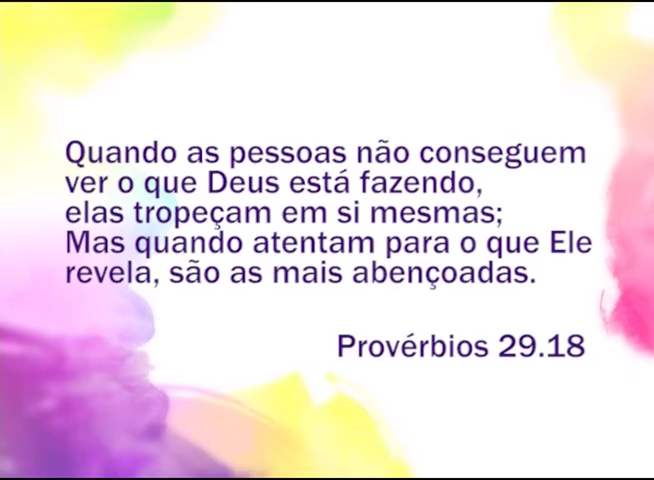 Quando as pessoas não conseguem
ver o que Deus está fazendo,
elas tropeçam em si mesmas;
Mas quando atentam para o que Ele
revela, são as mais abençoadas.
Provérbios 29.18